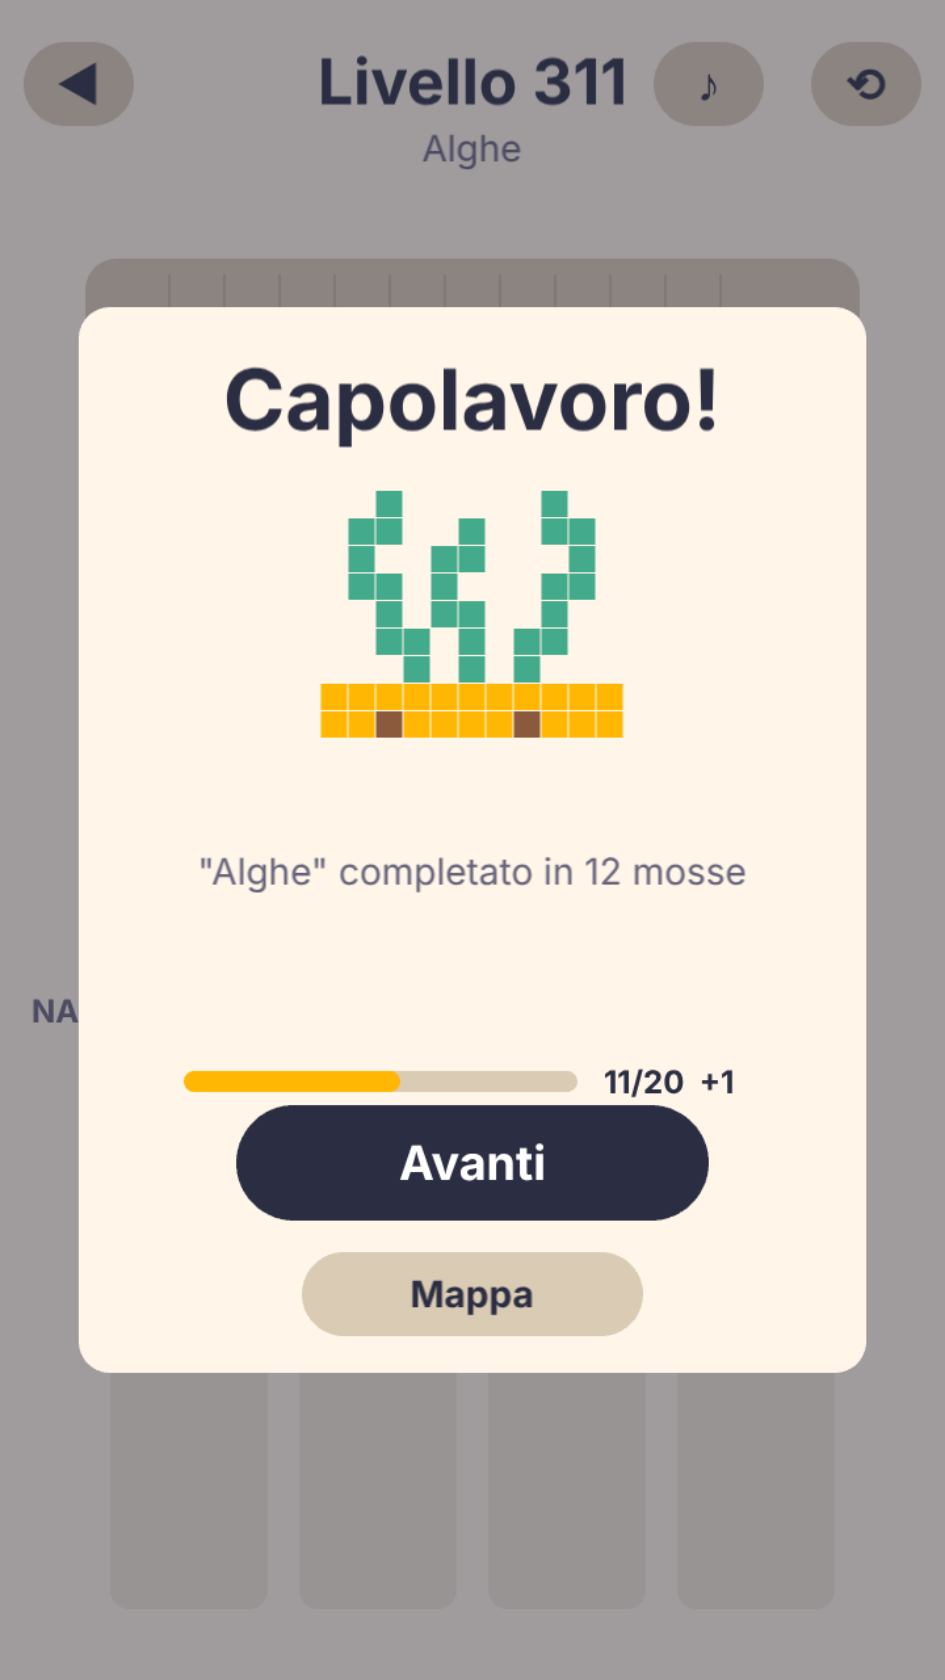 Livello 311
♪
Alghe
Capolavoro!
"Alghe" completato in 12 mosse
NA
11/20 +1
Avanti
Mappa